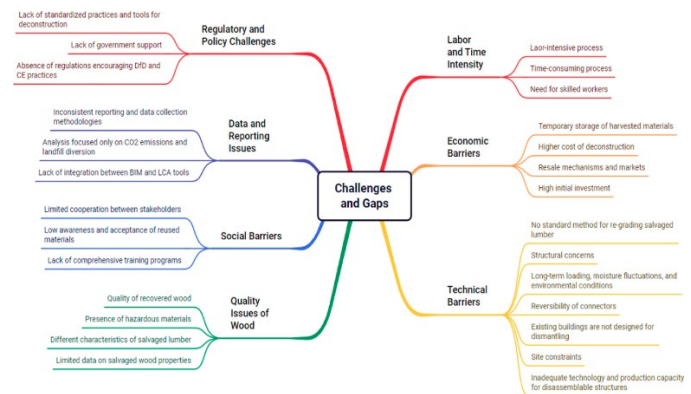 Challenges
and Gaps
Regulatory and
Policy Challenges
Lack of standardized practices and tools for
deconstruction
Lack of government support
Absence of regulations encouraging DfD and
CE practices
Data and
Reporting
Issues
Inconsistent reporting and data collection
methodologies
Analysis focused only on CO2 emissions and
landfill diversion
Lack of integration between BIM and LCA tools
Social Barriers
Limited cooperation between stakeholders
Low awareness and acceptance of reused
materials
Lack of comprehensive training programs
Quality
Issues of
Wood
Quality of recovered wood
Presence of hazardous materials
Different characteristics of salvaged lumber
Limited data on salvaged wood properties
Labor
and Time
Intensity
Laor-intensive process
Time-consuming process
Need for skilled workers
Economic
Barriers
Temporary storage of harvested materials
Higher cost of deconstruction
Resale mechanisms and markets
High initial investment
Technical
Barriers
No standard method for re-grading salvaged
lumber
Structural concerns
Long-term loading, moisture fluctuations, and
environmental conditions
Reversibility of connectors
Existing buildings are not designed for
dismantling
Site constraints
Inadequate technology and production capacity
for disassemblable structures